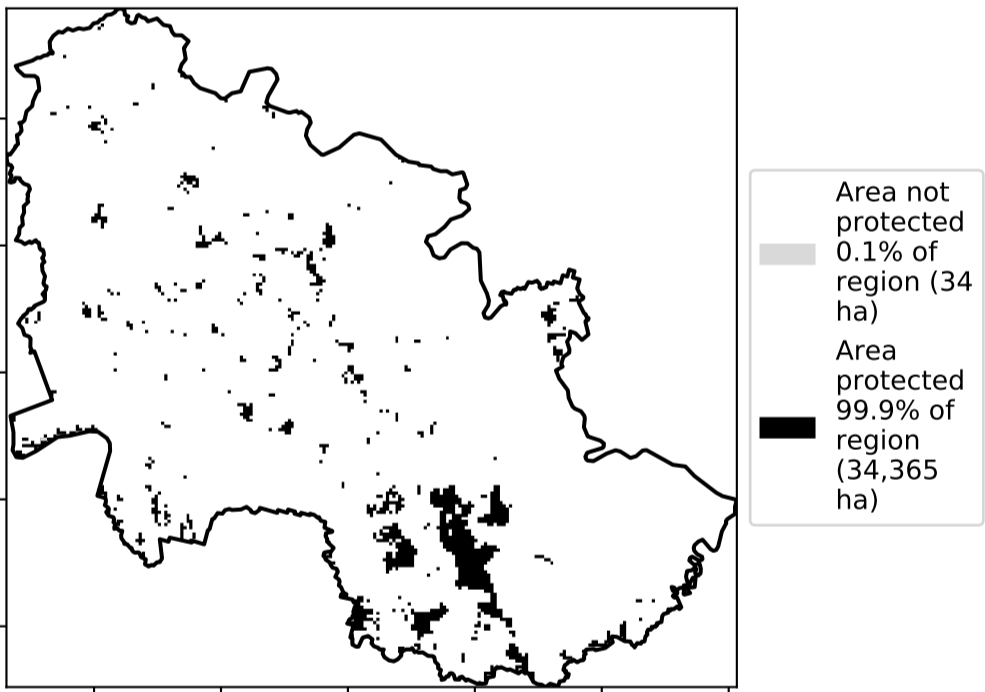 Area not
protected
0.1% of
region (34
ha)
Area
protected
99.9% of
region
(34,365
ha)